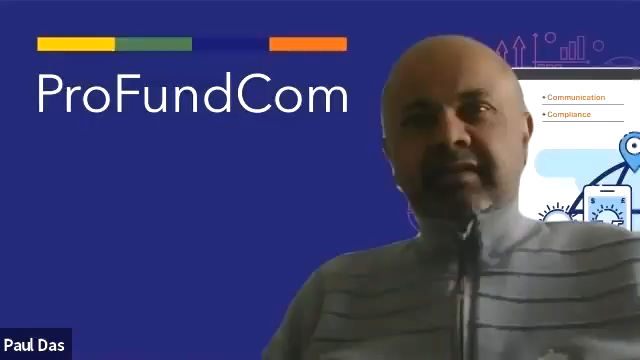 ProFundCom
+ Communication
+ Compliance
$ £
Paul Das